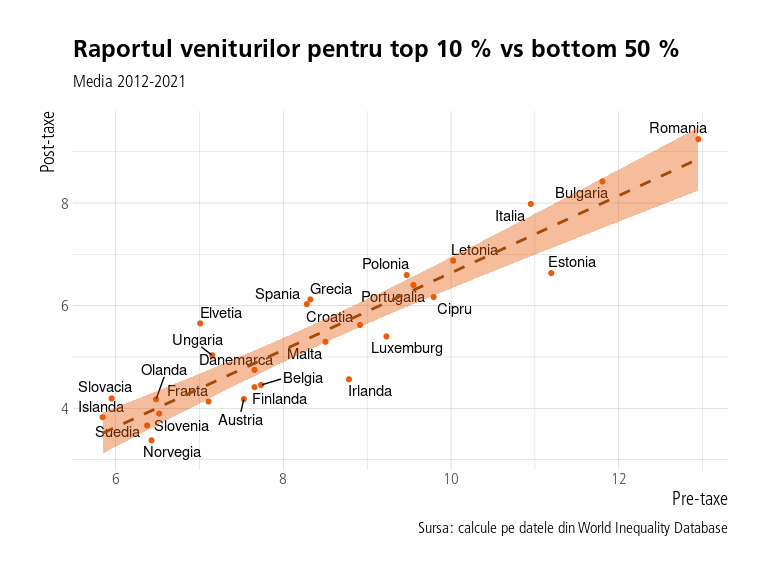 Raportul veniturilor pentru top 10 % vs bottom 50 %
Media 2012-2021
Post-taxe
Romania
8
Bulgaria
Italia
Letonia
Polonia
Estonia
Spania
Grecia
Portugalia
6
Elvetia
Croatia
Cipru
Ungaria
Danemarca
Malta
Luxemburg
Olanda
Belgia
Slovacia
Franta
Finlanda
Irlanda
4
Islanda
Suedia
Slovenia
Austria
Norvegia
6
8
10
12
Pre-taxe
Sursa: calcule pe datele din World Inequality Database